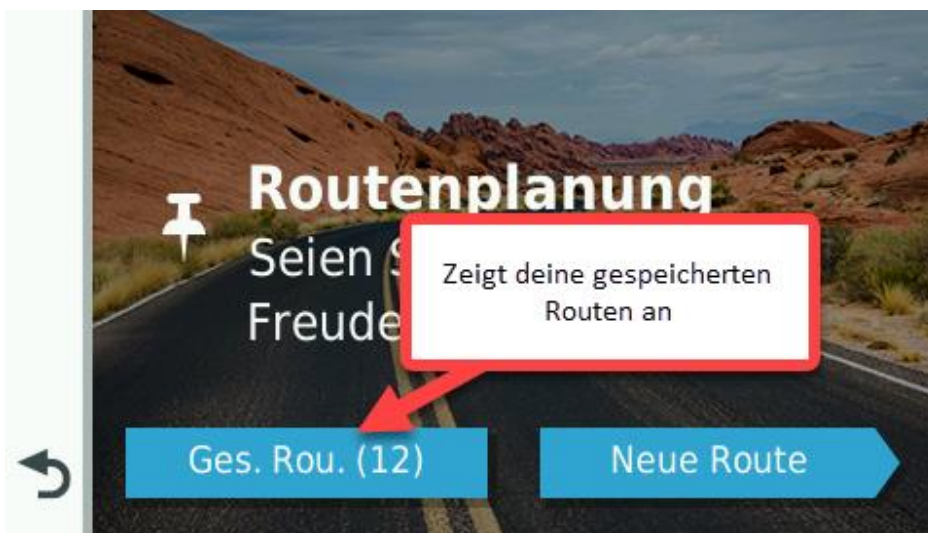 Routenplanung
Seien
Freude
Zeigt deine gespeicherten
Routen an
Ges. Rou. (12)
Neue Route